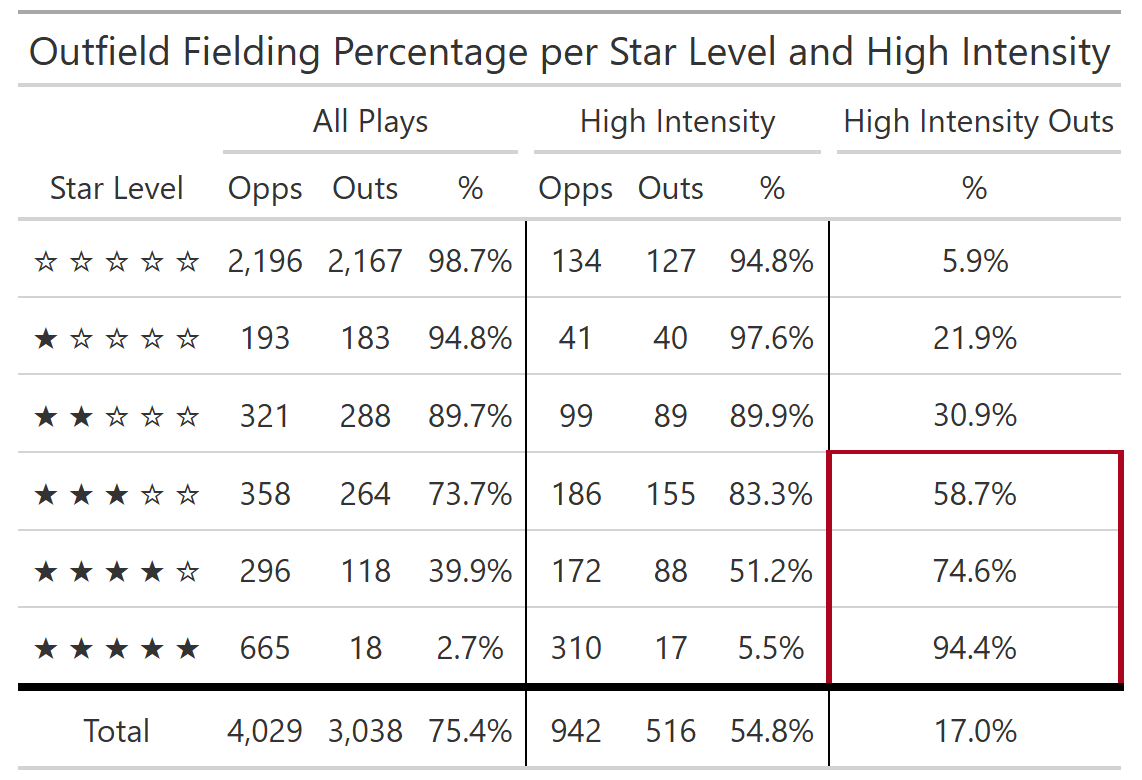 Outfield Fielding Percentage per Star Level and High Intensity
All Plays High Intensity High Intensity Outs
Star Level Opps Outs % Opps Outs % %
☆ ☆ ☆ ☆ ☆ 2,196 2,167 98.7% 134 127 94.8% 5.9%
★ ☆ ☆ ☆ ☆ 193 183 94.8% 41 40 97.6% 21.9%
★ ★ ☆ ☆ ☆ 321 288 89.7% 99 89 89.9% 30.9%
★ ★ ★ ☆ ☆ 358 264 73.7% 186 155 83.3% 58.7%
★ ★ ★ ★ ☆ 296 118 39.9% 172 88 51.2% 74.6%
★ ★ ★ ★ ★ 665 18 2.7% 310 17 5.5% 94.4%
Total 4,029 3,038 75.4% 942 516 54.8% 17.0%